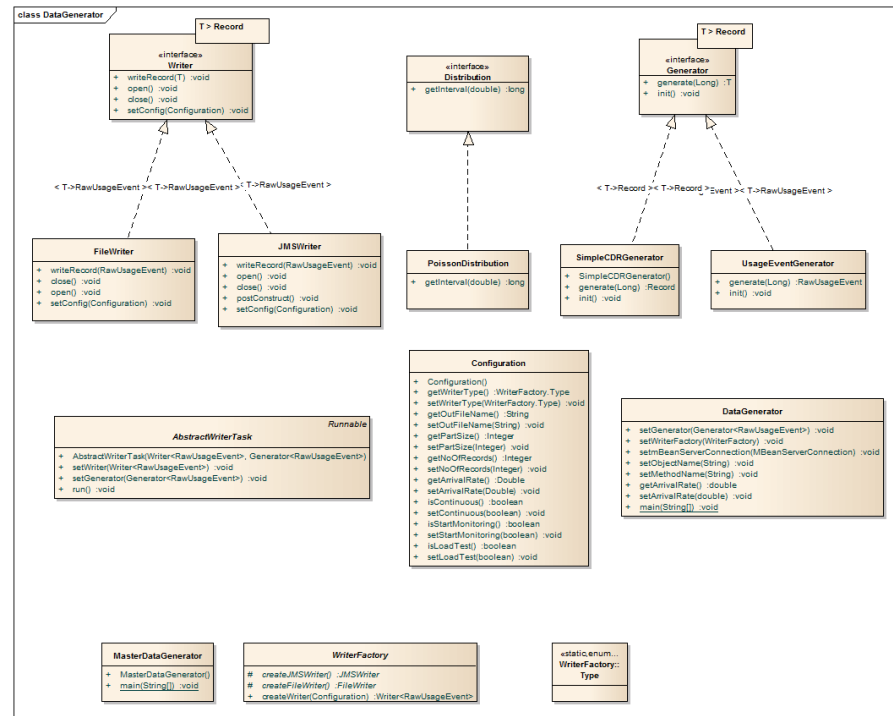 class DataGenerator
T > Record
«interface»
Writer
+ writeRecord(T) :void
+ open() :void
+ close() :void
+ setConfig(Configuration) :void
«interface»
Distribution
+ getInterval(double) :long
T > Record
«interface»
Generator
+ generate(Long) :T
+ init() :void
< T->RawUsageEvent >
< T->RawUsageEvent >
< T->RawUsageEvent >
< T->Record >
< T->Record >
Event >
< T->RawUsageEvent >
FileWriter
+ writeRecord(RawUsageEvent) :void
+ close() :void
+ open() :void
+ setConfig(Configuration) :void
JMSWriter
+ writeRecord(RawUsageEvent) :void
+ open() :void
+ close() :void
+ postConstruct() :void
+ setConfig(Configuration) :void
PoissonDistribution
+ getInterval(double) :long
SimpleCDRGenerator
+ SimpleCDRGenerator()
+ generate(Long) :Record
+ init() :void
UsageEventGenerator
+ generate(Long) :RawUsageEvent
+ init() :void
Runnable
AbstractWriterTask
+ AbstractWriterTask(Writer<RawUsageEvent>, Generator<RawUsageEvent>)
+ setWriter(Writer<RawUsageEvent>) :void
+ setGenerator(Generator<RawUsageEvent>) :void
+ run() :void
Configuration
+ Configuration()
+ getWriterType() :WriterFactory.Type
+ setWriterType(WriterFactory.Type) :void
+ getOutFileName() :String
+ setOutFileName(String) :void
+ getPartSize() :Integer
+ setPartSize(Integer) :void
+ getNoOfRecords() :Integer
+ setNoOfRecords(Integer) :void
+ getArrivalRate() :Double
+ setArrivalRate(Double) :void
+ isContinuous() :boolean
+ setContinuous(boolean) :void
+ isStartMonitoring() :boolean
+ setStartMonitoring(boolean) :void
+ isLoadTest() :boolean
+ setLoadTest(boolean) :void
DataGenerator
+ setGenerator(Generator<RawUsageEvent>) :void
+ setWriterFactory(WriterFactory) :void
+ setmBeanServerConnection(MBeanServerConnection) :void
+ setObjectName(String) :void
+ setMethodName(String) :void
+ getArrivalRate() :double
+ setArrivalRate(double) :void
+ main(String[]) :void
MasterDataGenerator
+ MasterDataGenerator()
+ main(String[]) :void
WriterFactory
# createJMSWriter() :JMSWriter
# createFileWriter() :FileWriter
+ createWriter(Configuration) :Writer<RawUsageEvent>
«static,enum...
WriterFactory::
Type